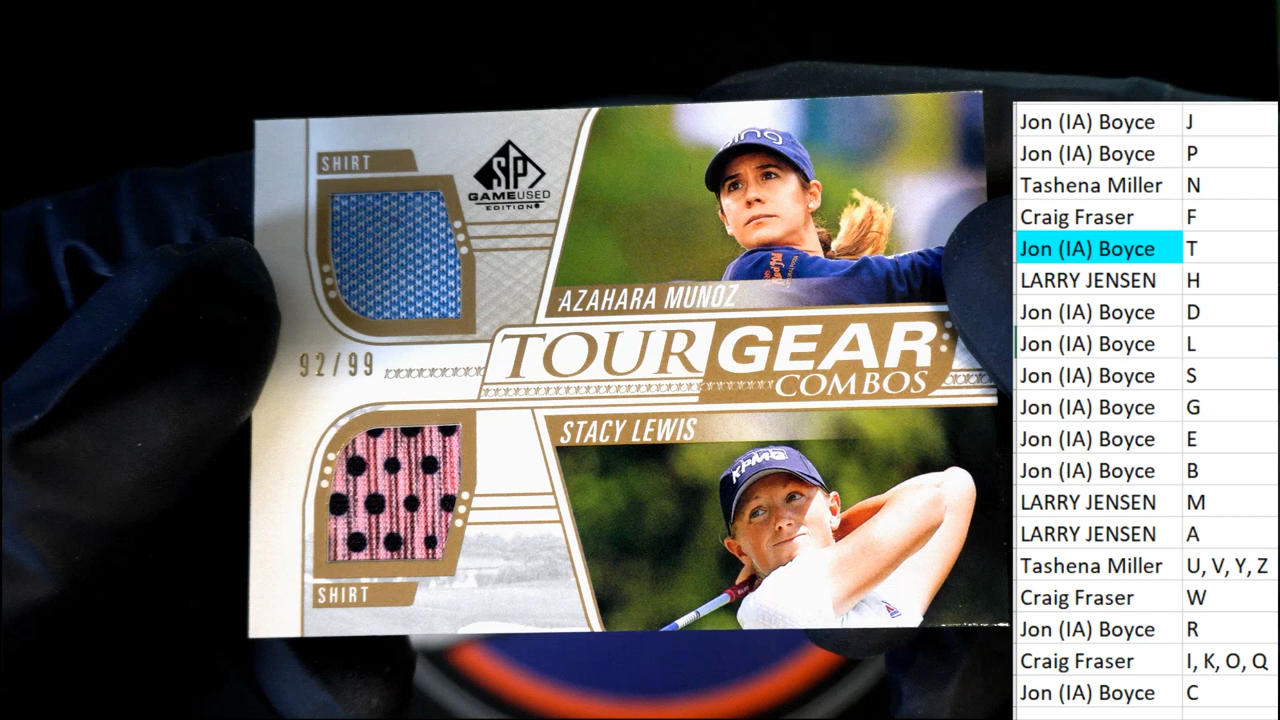 SHIRT
SP
GAMEUSED
EDITION
AZAHARA MUNOZ
92/99
TOUR GEAR
COMBOS
STACY LEWIS
KPMG
SHIRT
Jon (IA) Boyce J
Jon (IA) Boyce P
Tashena Miller N
Craig Fraser F
Jon (IA) Boyce T
LARRY JENSEN H
Jon (IA) Boyce D
Jon (IA) Boyce L
Jon (IA) Boyce S
Jon (IA) Boyce G
Jon (IA) Boyce E
Jon (IA) Boyce B
LARRY JENSEN M
LARRY JENSEN A
Tashena Miller U, V, Y, Z
Craig Fraser W
Jon (IA) Boyce R
Craig Fraser I, K, O, Q
Jon (IA) Boyce C